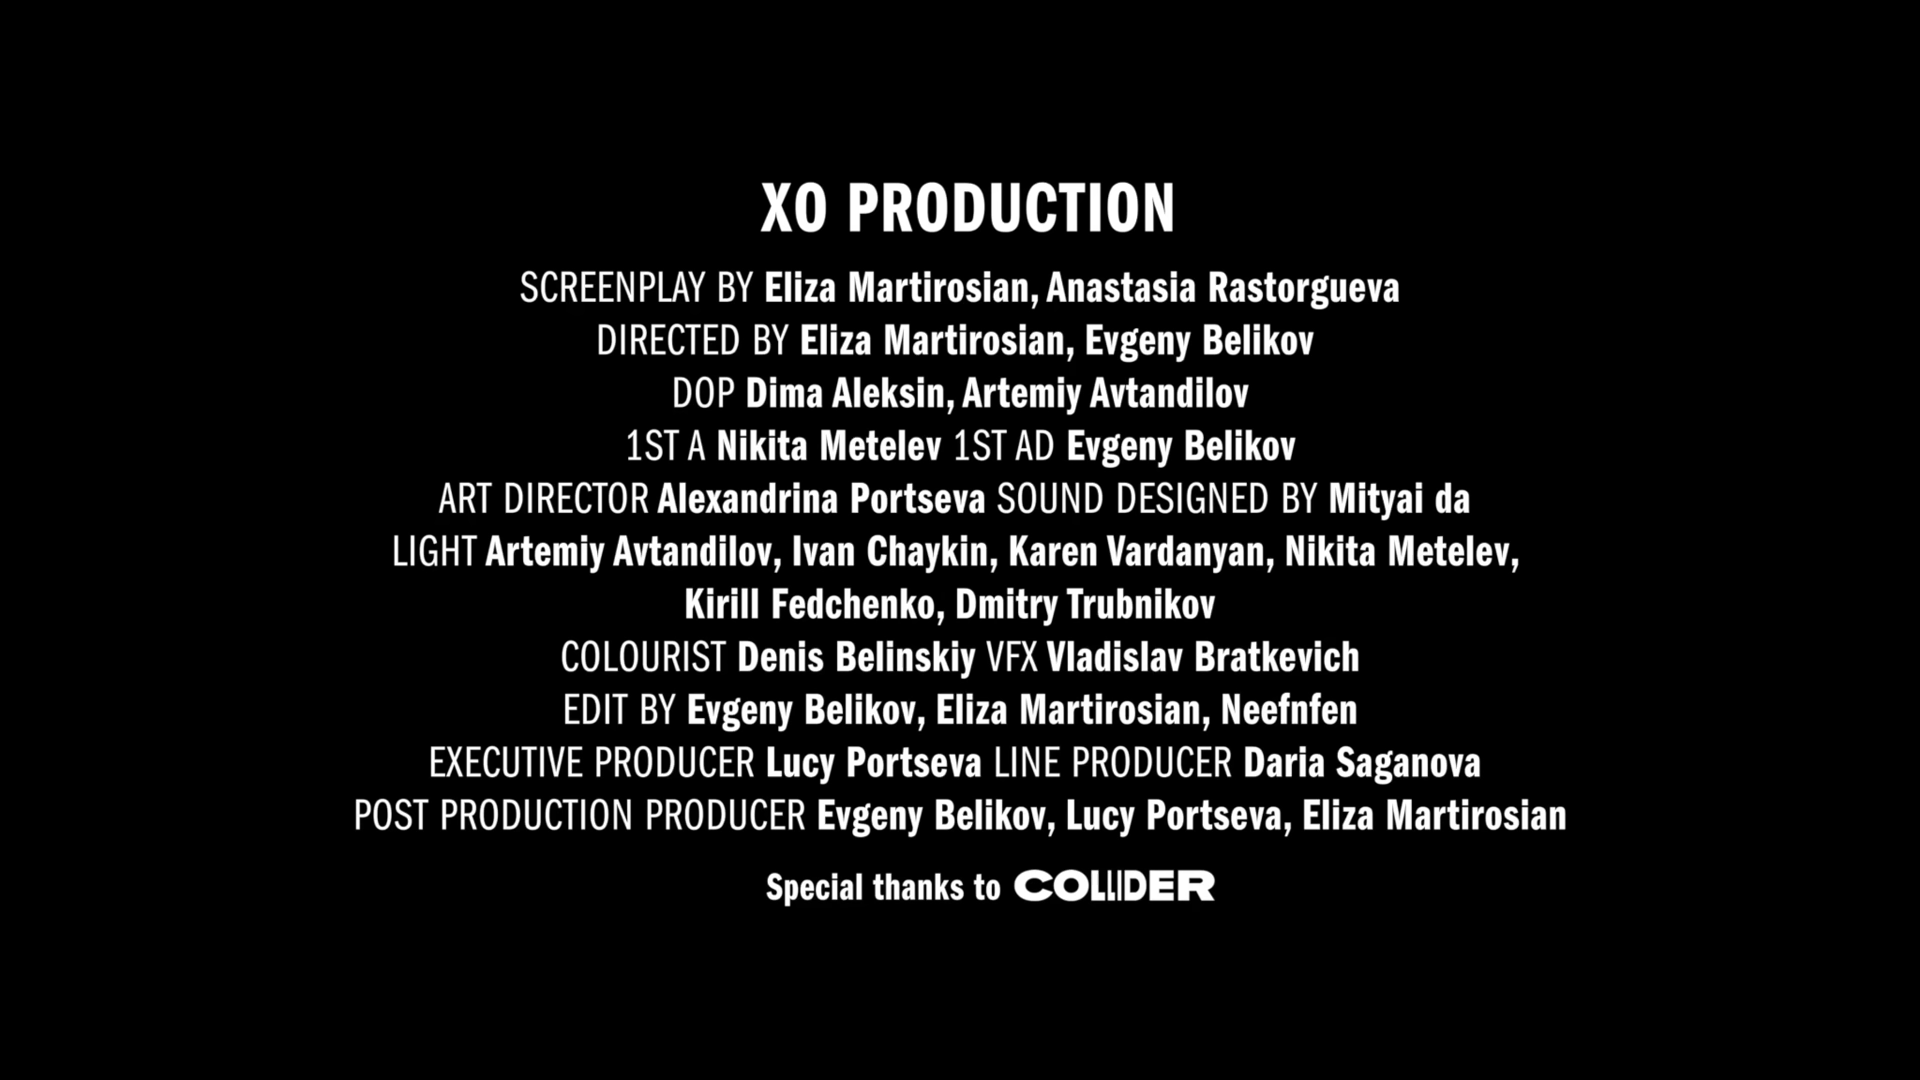 XO PRODUCTION
SCREENPLAY BY Eliza Martirosian, Anastasia Rastorgueva
DIRECTED BY Eliza Martirosian, Evgeny Belikov
DOP Dima Aleksin, Artemiy Avtandilov
1ST A Nikita Metelev 1ST AD Evgeny Belikov
ART DIRECTOR Alexandrina Portseva SOUND DESIGNED BY Mityai da
LIGHT Artemiy Avtandilov, Ivan Chaykin, Karen Vardanyan, Nikita Metelev,
Kirill Fedchenko, Dmitry Trubnikov
COLOURIST Denis Belinskiy VFX Vladislav Bratkevich
EDIT BY Evgeny Belikov, Eliza Martirosian, Neefnfen
EXECUTIVE PRODUCER Lucy Portseva LINE PRODUCER Daria Saganova
POST PRODUCTION PRODUCER Evgeny Belikov, Lucy Portseva, Eliza Martirosian
Special thanks to COLLIDER